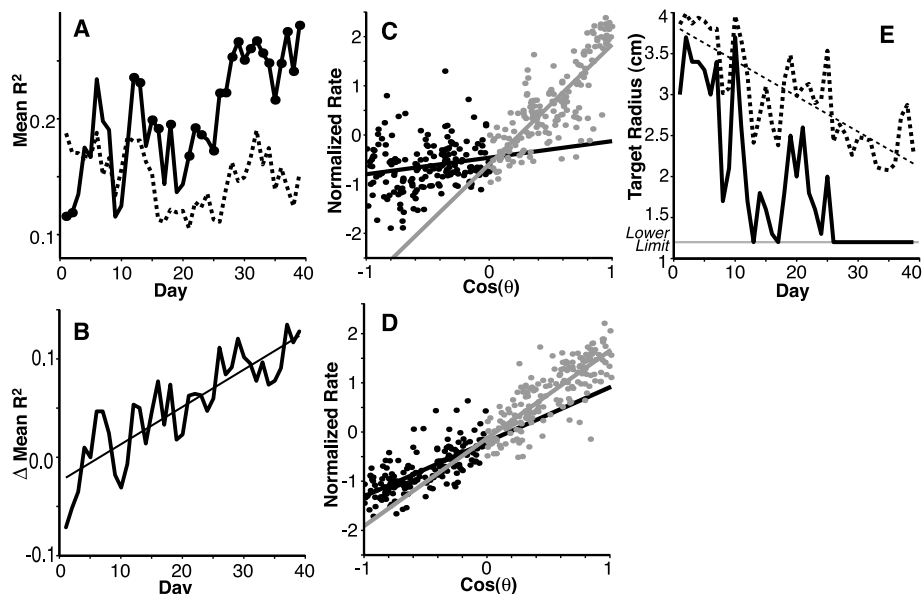 A
Mean R²
0.2
0.1
0
10
20
30
40
Day
B
Δ Mean R²
0.1
0.0
-0.1
0
10
20
30
40
Day
C
Normalized Rate
2
1
0
-1
-2
-1
0
1
Cos(θ)
D
Normalized Rate
2
1
0
-1
-2
-1
0
1
Cos(θ)
E
Target Radius (cm)
4
3.5
3
2.5
2
1.5
1
Lower
Limit
0
10
20
30
40
Day